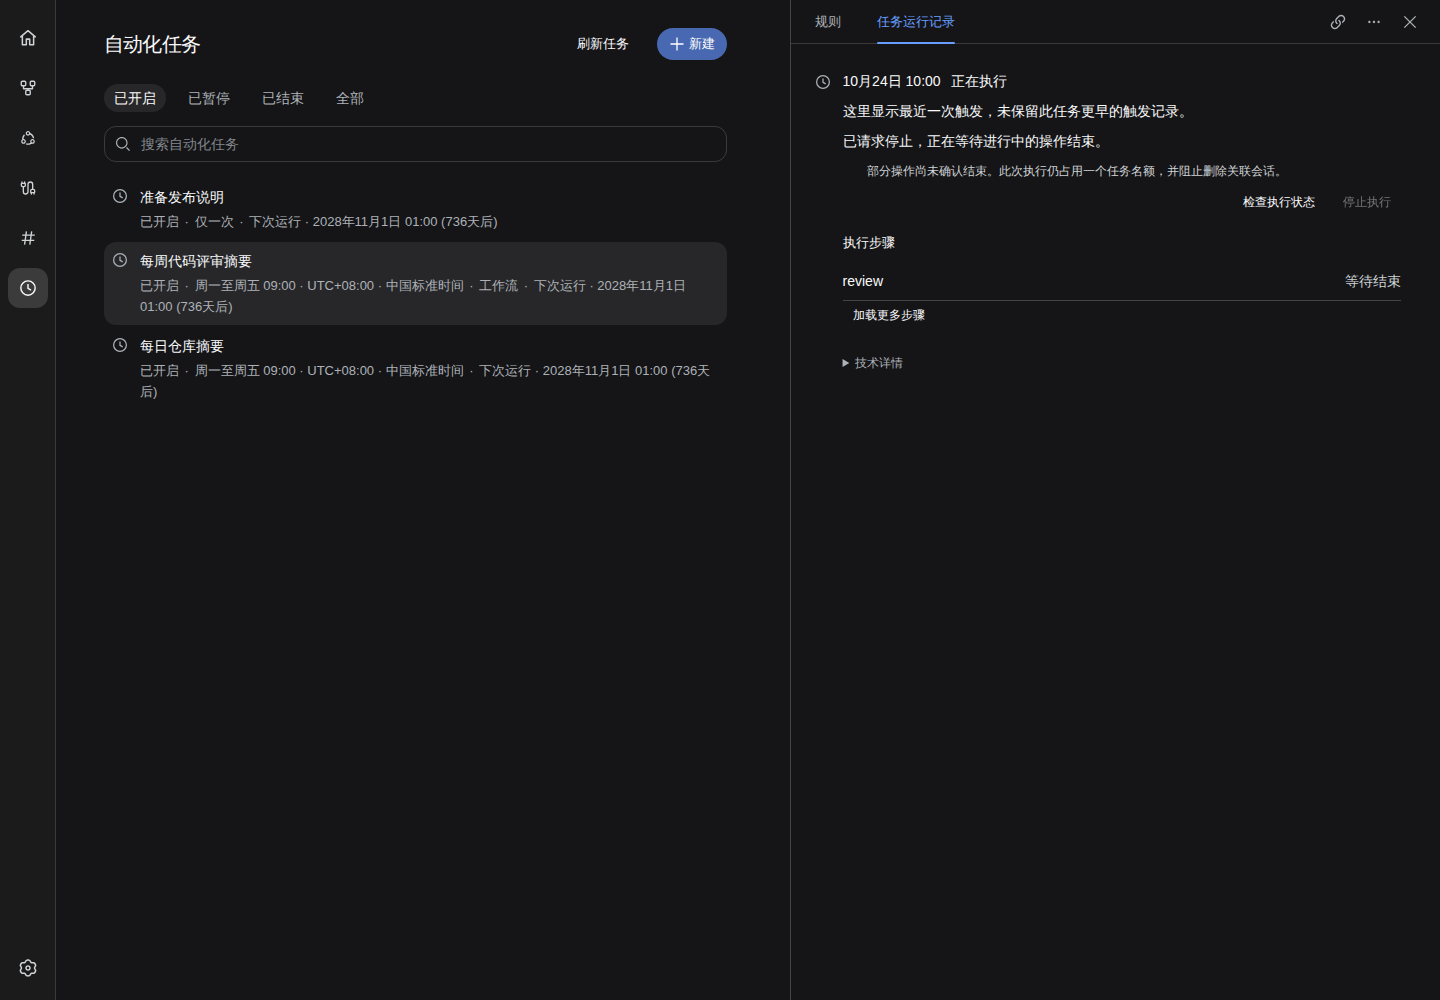 自动化任务
刷新任务
新建
已开启 已暂停 已结束 全部
搜索自动化任务
准备发布说明
已开启 · 仅一次 · 下次运行 · 2028年11月1日 01:00 (736天后)
每周代码评审摘要
已开启 · 周一至周五 09:00 · UTC+08:00 · 中国标准时间 · 工作流 · 下次运行 · 2028年11月1日
01:00 (736天后)
每日仓库摘要
已开启 · 周一至周五 09:00 · UTC+08:00 · 中国标准时间 · 下次运行 · 2028年11月1日 01:00 (736天
后)
规则 任务运行记录
10月24日 10:00 正在执行
这里显示最近一次触发，未保留此任务更早的触发记录。
已请求停止，正在等待进行中的操作结束。
部分操作尚未确认结束。此次执行仍占用一个任务名额，并阻止删除关联会话。
检查执行状态 停止执行
执行步骤
review 等待结束
加载更多步骤
技术详情